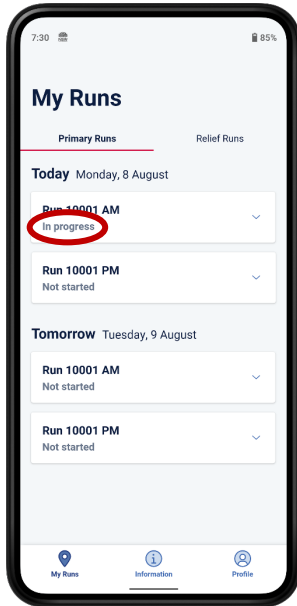 7:30 85%
My Runs
Primary Runs Relief Runs
Today Monday, 8 August
Run 10001 AM
In progress
Run 10001 PM
Not started
Tomorrow Tuesday, 9 August
Run 10001 AM
Not started
Run 10001 PM
Not started
My Runs Information Profile